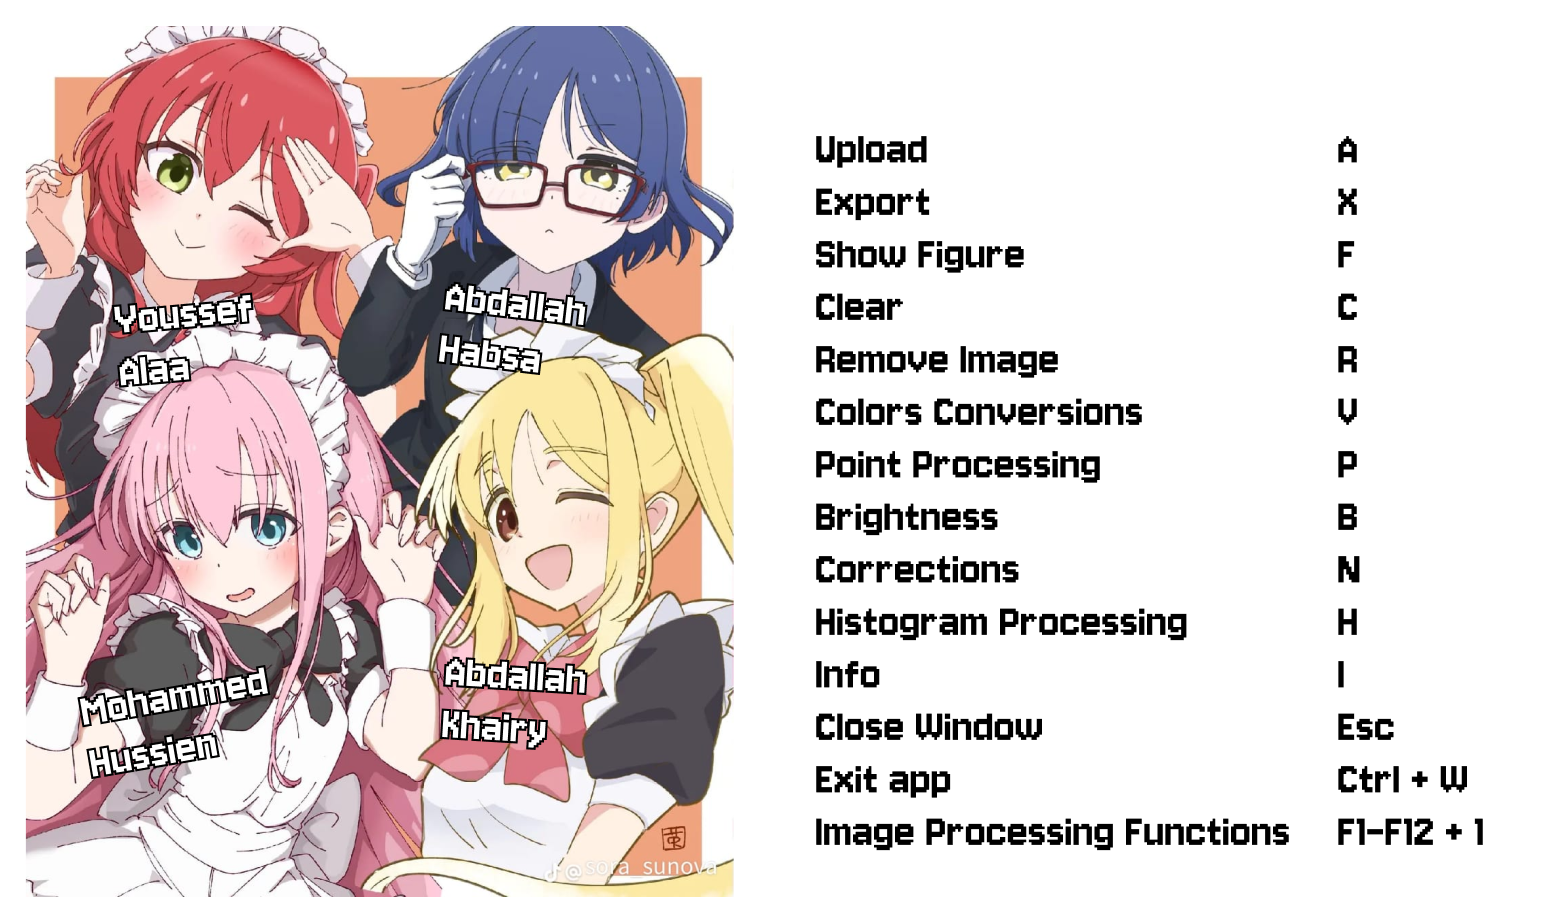 Youssef
Alaa
Abdallah
Habsa
Mohammed
Hussien
Abdallah
Khairy
@sora_sunova
Upload A
Export X
Show Figure F
Clear C
Remove Image R
Colors Conversions V
Point Processing P
Brightness B
Corrections N
Histogram Processing H
Info I
Close Window Esc
Exit app Ctrl + W
Image Processing Functions F1-F12 + 1